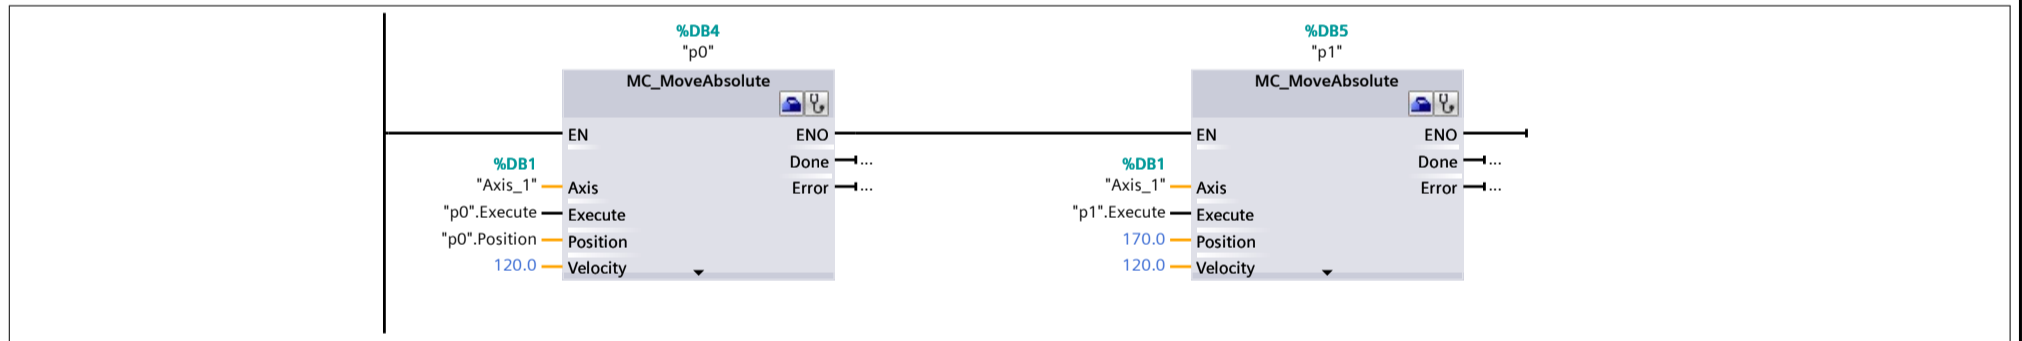 %DB4
"p0"
MC_MoveAbsolute
EN ENO
%DB1
"Axis_1" Axis
"p0".Execute Execute
"p0".Position Position
120.0 Velocity
Done ...
Error ...
%DB5
"p1"
MC_MoveAbsolute
EN ENO
%DB1
"Axis_1" Axis
"p1".Execute Execute
170.0 Position
120.0 Velocity
Done ...
Error ...